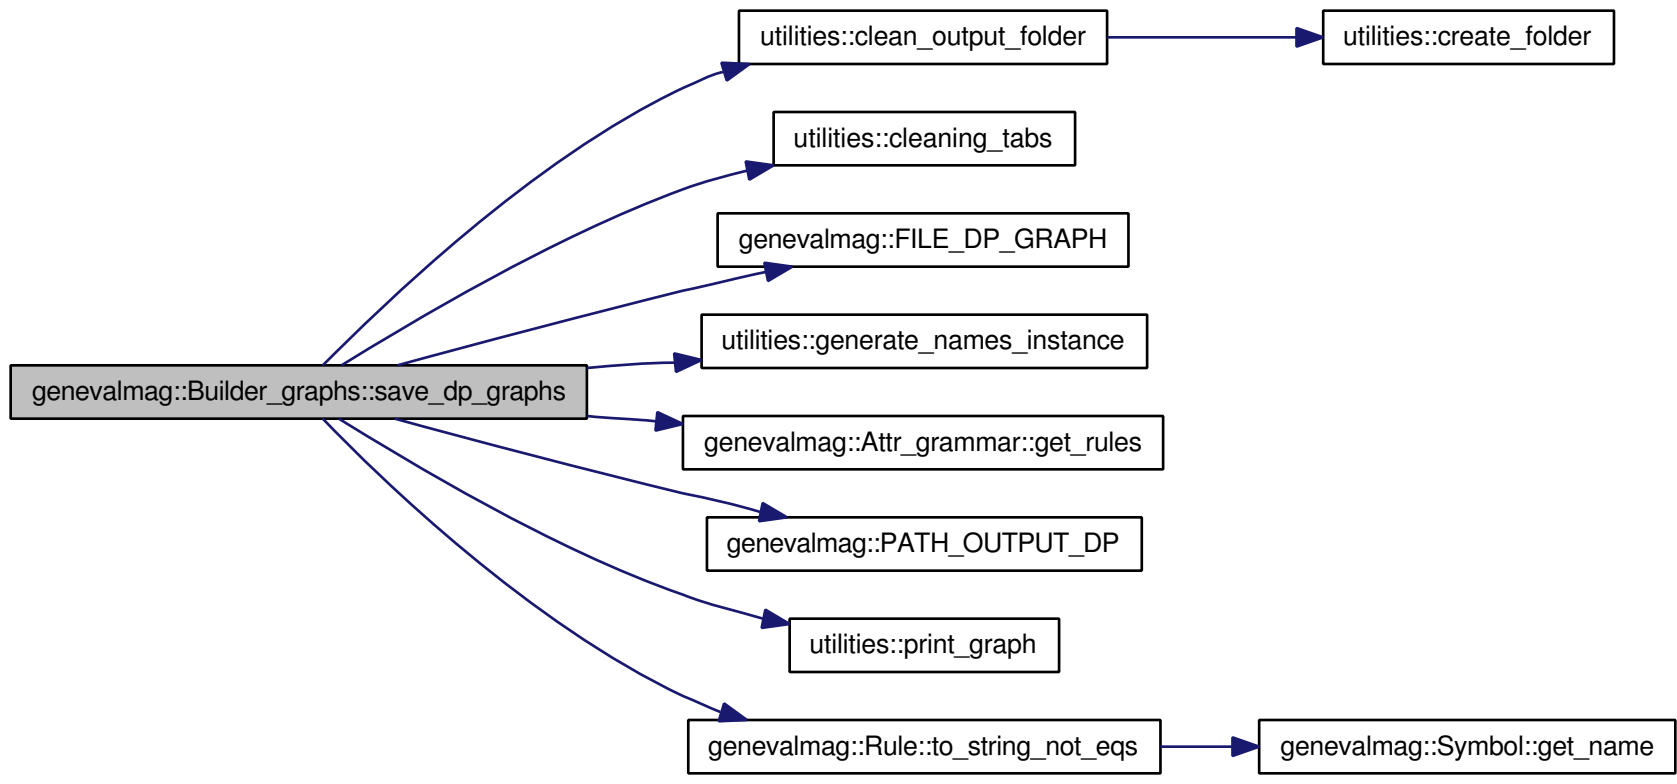 utilities::clean_output_folder
utilities::create_folder
utilities::cleaning_tabs
genevalmag::FILE_DP_GRAPH
utilities::generate_names_instance
genevalmag::Builder_graphs::save_dp_graphs
genevalmag::Attr_grammar::get_rules
genevalmag::PATH_OUTPUT_DP
utilities::print_graph
genevalmag::Rule::to_string_not_eqs
genevalmag::Symbol::get_name